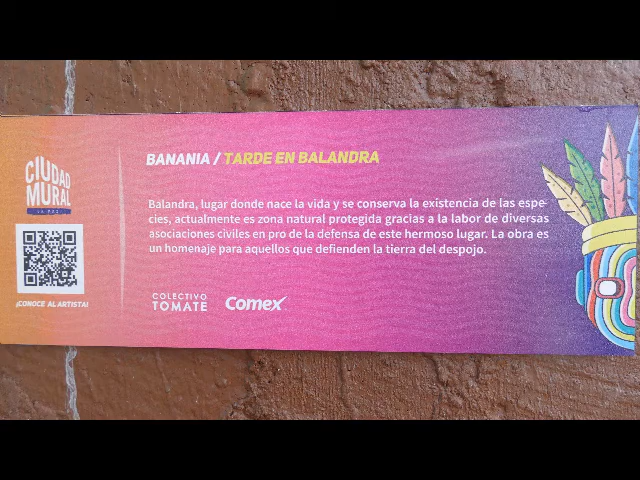 CIUDAD
MURAL
LA PAZ
¡CONOCE AL ARTISTA!
BANANIA / TARDE EN BALANDRA
Balandra, lugar donde nace la vida y se conserva la existencia de las espe-
cies, actualmente es zona natural protegida gracias a la labor de diversas
asociaciones civiles en pro de la defensa de este hermoso lugar. La obra es
un homenaje para aquellos que defienden la tierra del despojo.
COLECTIVO
TOMATE
Comex